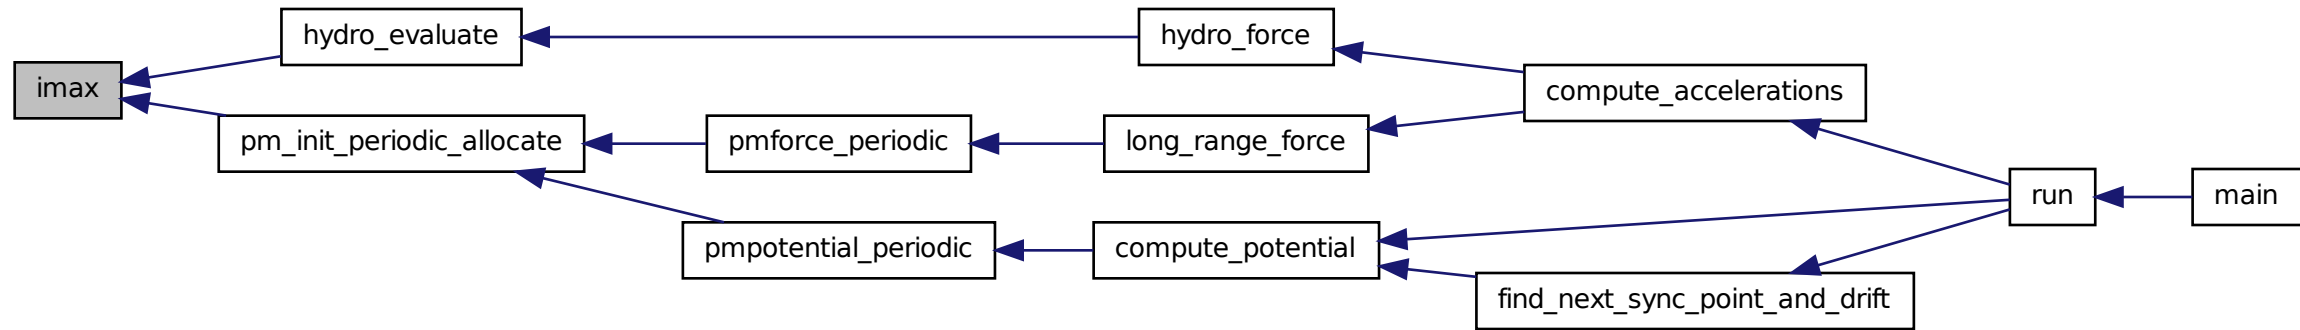 hydro_evaluate
hydro_force
imax
compute_accelerations
pm_init_periodic_allocate
pmforce_periodic
long_range_force
run
main
pmpotential_periodic
compute_potential
find_next_sync_point_and_drift